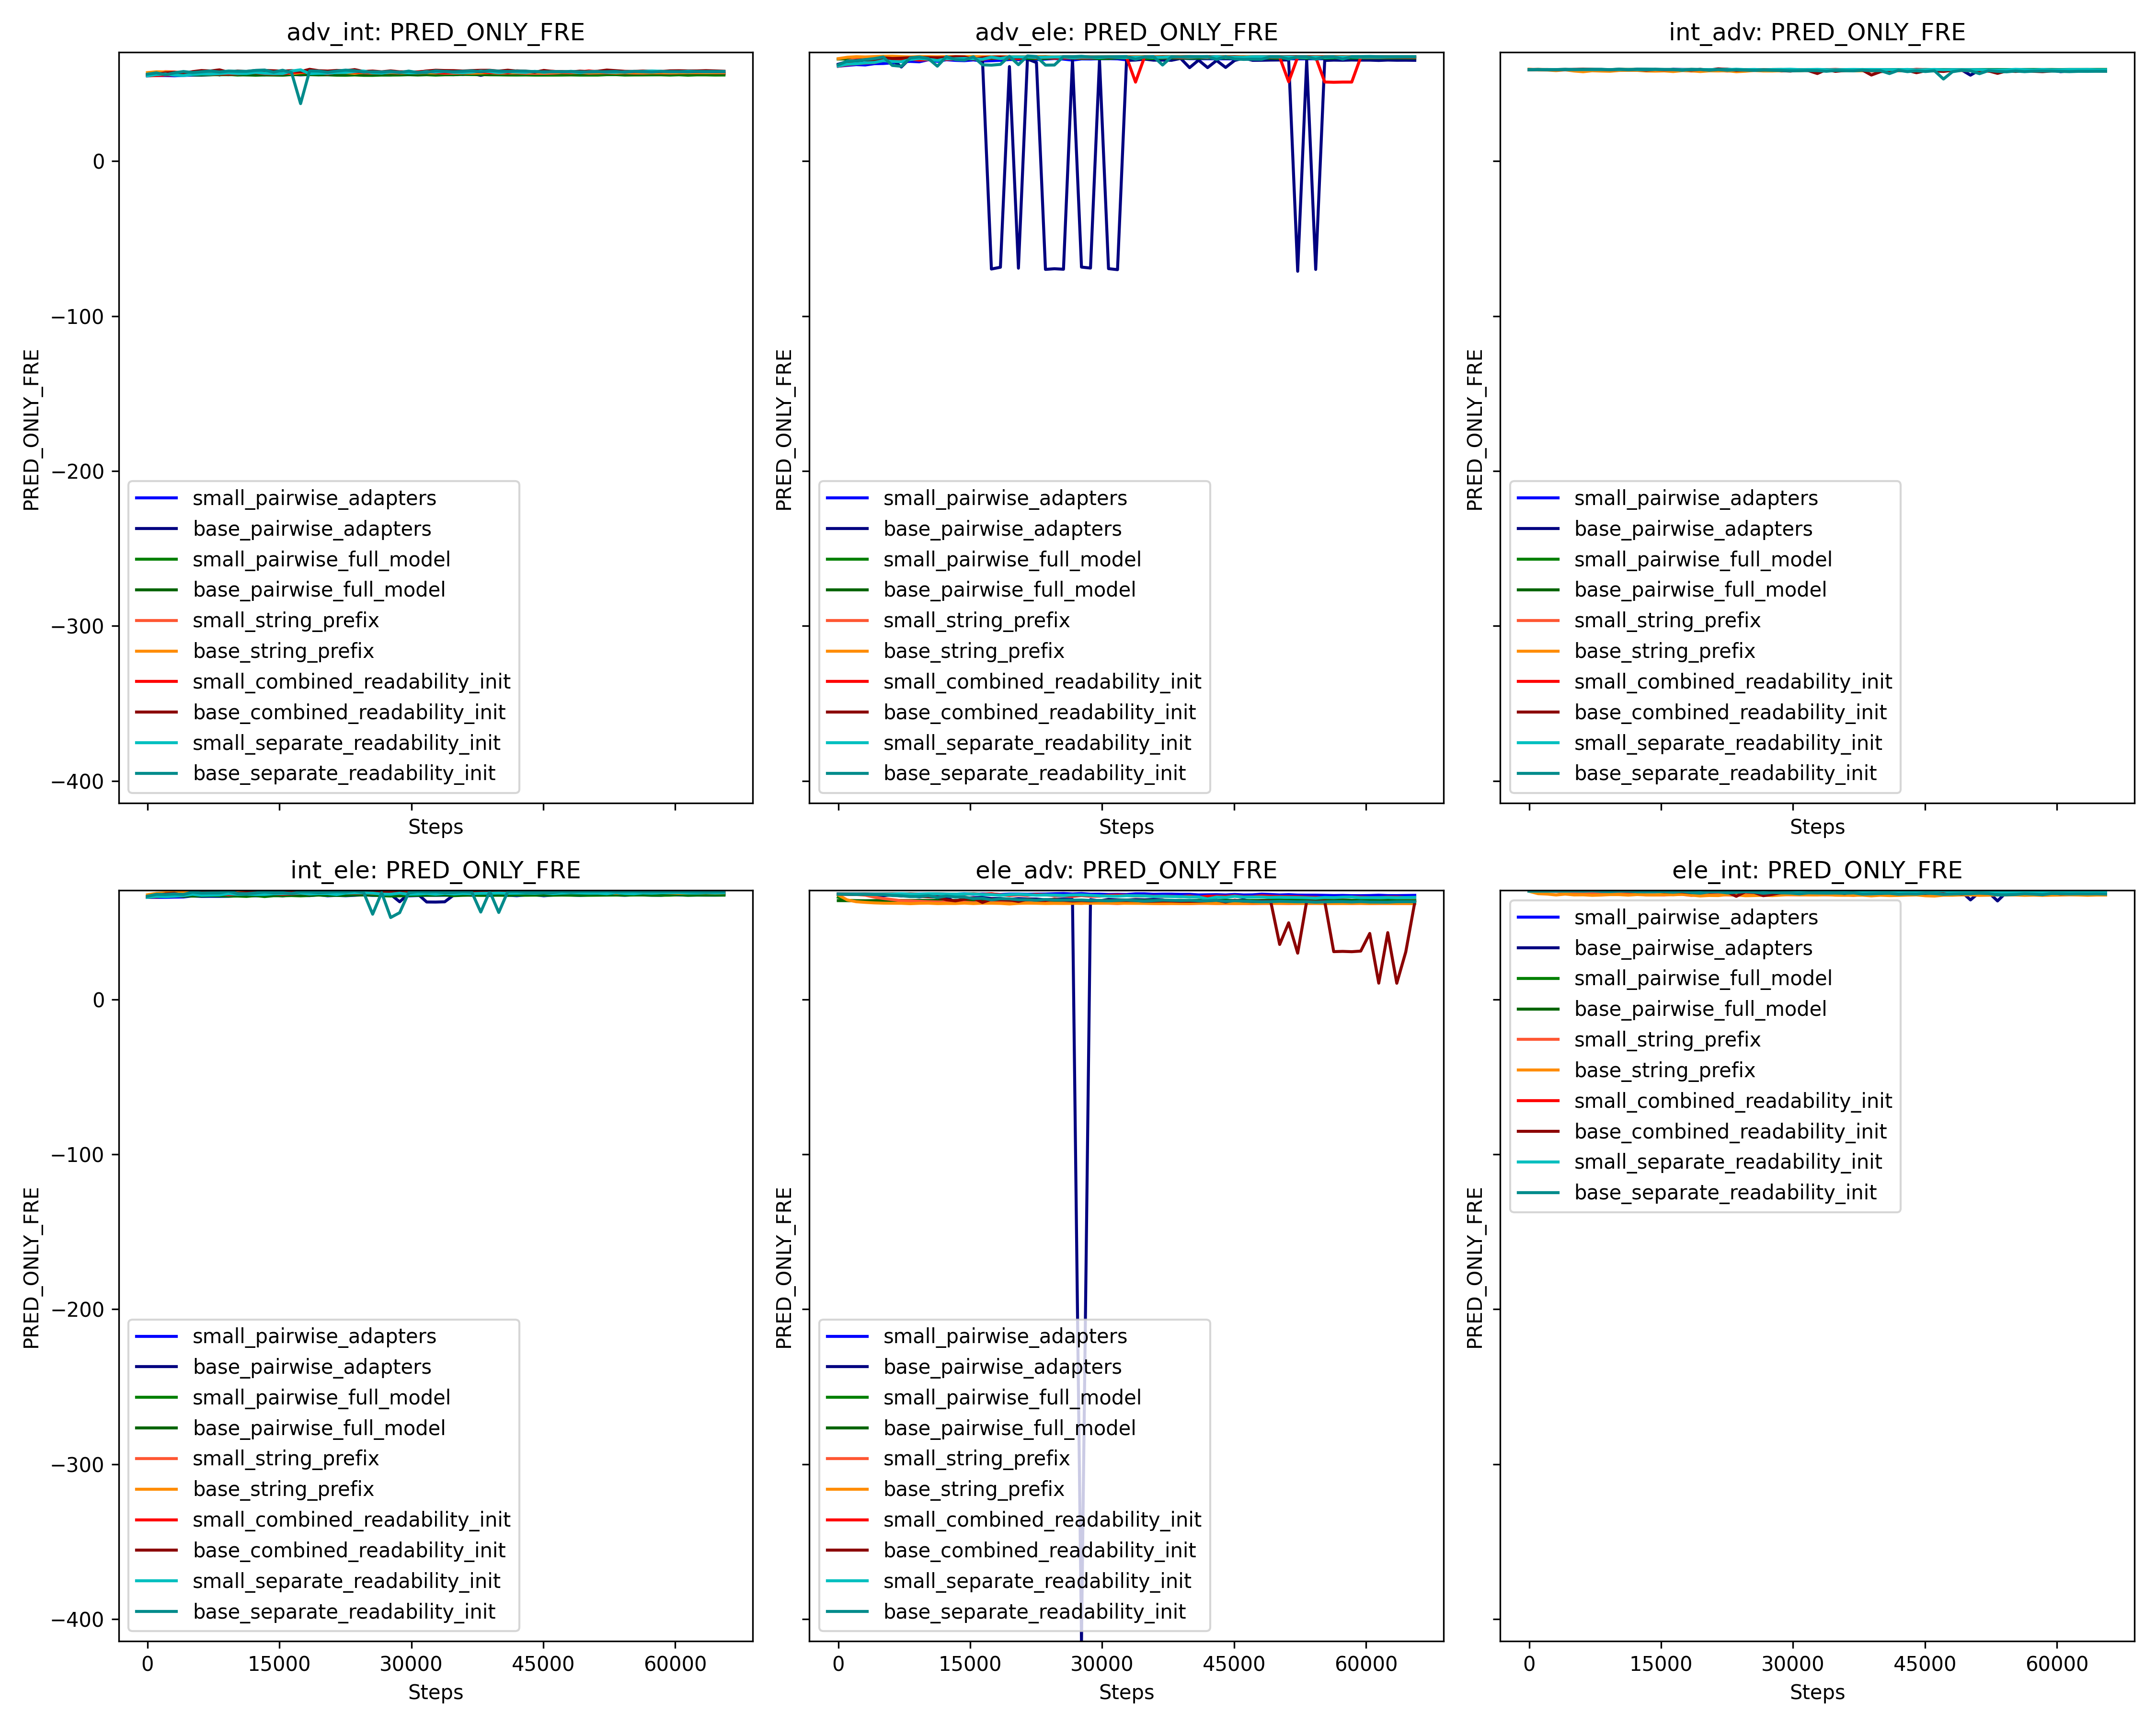 adv_int: PRED_ONLY_FRE
adv_ele: PRED_ONLY_FRE
int_adv: PRED_ONLY_FRE
PRED_ONLY_FRE
0
−100
−200
−300
−400
small_pairwise_adapters
base_pairwise_adapters
small_pairwise_full_model
base_pairwise_full_model
small_string_prefix
base_string_prefix
small_combined_readability_init
base_combined_readability_init
small_separate_readability_init
base_separate_readability_init
Steps
PRED_ONLY_FRE
small_pairwise_adapters
base_pairwise_adapters
small_pairwise_full_model
base_pairwise_full_model
small_string_prefix
base_string_prefix
small_combined_readability_init
base_combined_readability_init
small_separate_readability_init
base_separate_readability_init
Steps
PRED_ONLY_FRE
small_pairwise_adapters
base_pairwise_adapters
small_pairwise_full_model
base_pairwise_full_model
small_string_prefix
base_string_prefix
small_combined_readability_init
base_combined_readability_init
small_separate_readability_init
base_separate_readability_init
Steps
int_ele: PRED_ONLY_FRE
ele_adv: PRED_ONLY_FRE
ele_int: PRED_ONLY_FRE
PRED_ONLY_FRE
0
−100
−200
−300
−400
small_pairwise_adapters
base_pairwise_adapters
small_pairwise_full_model
base_pairwise_full_model
small_string_prefix
base_string_prefix
small_combined_readability_init
base_combined_readability_init
small_separate_readability_init
base_separate_readability_init
0 15000 30000 45000 60000
Steps
PRED_ONLY_FRE
small_pairwise_adapters
base_pairwise_adapters
small_pairwise_full_model
base_pairwise_full_model
small_string_prefix
base_string_prefix
small_combined_readability_init
base_combined_readability_init
small_separate_readability_init
base_separate_readability_init
0 15000 30000 45000 60000
Steps
PRED_ONLY_FRE
small_pairwise_adapters
base_pairwise_adapters
small_pairwise_full_model
base_pairwise_full_model
small_string_prefix
base_string_prefix
small_combined_readability_init
base_combined_readability_init
small_separate_readability_init
base_separate_readability_init
0 15000 30000 45000 60000
Steps